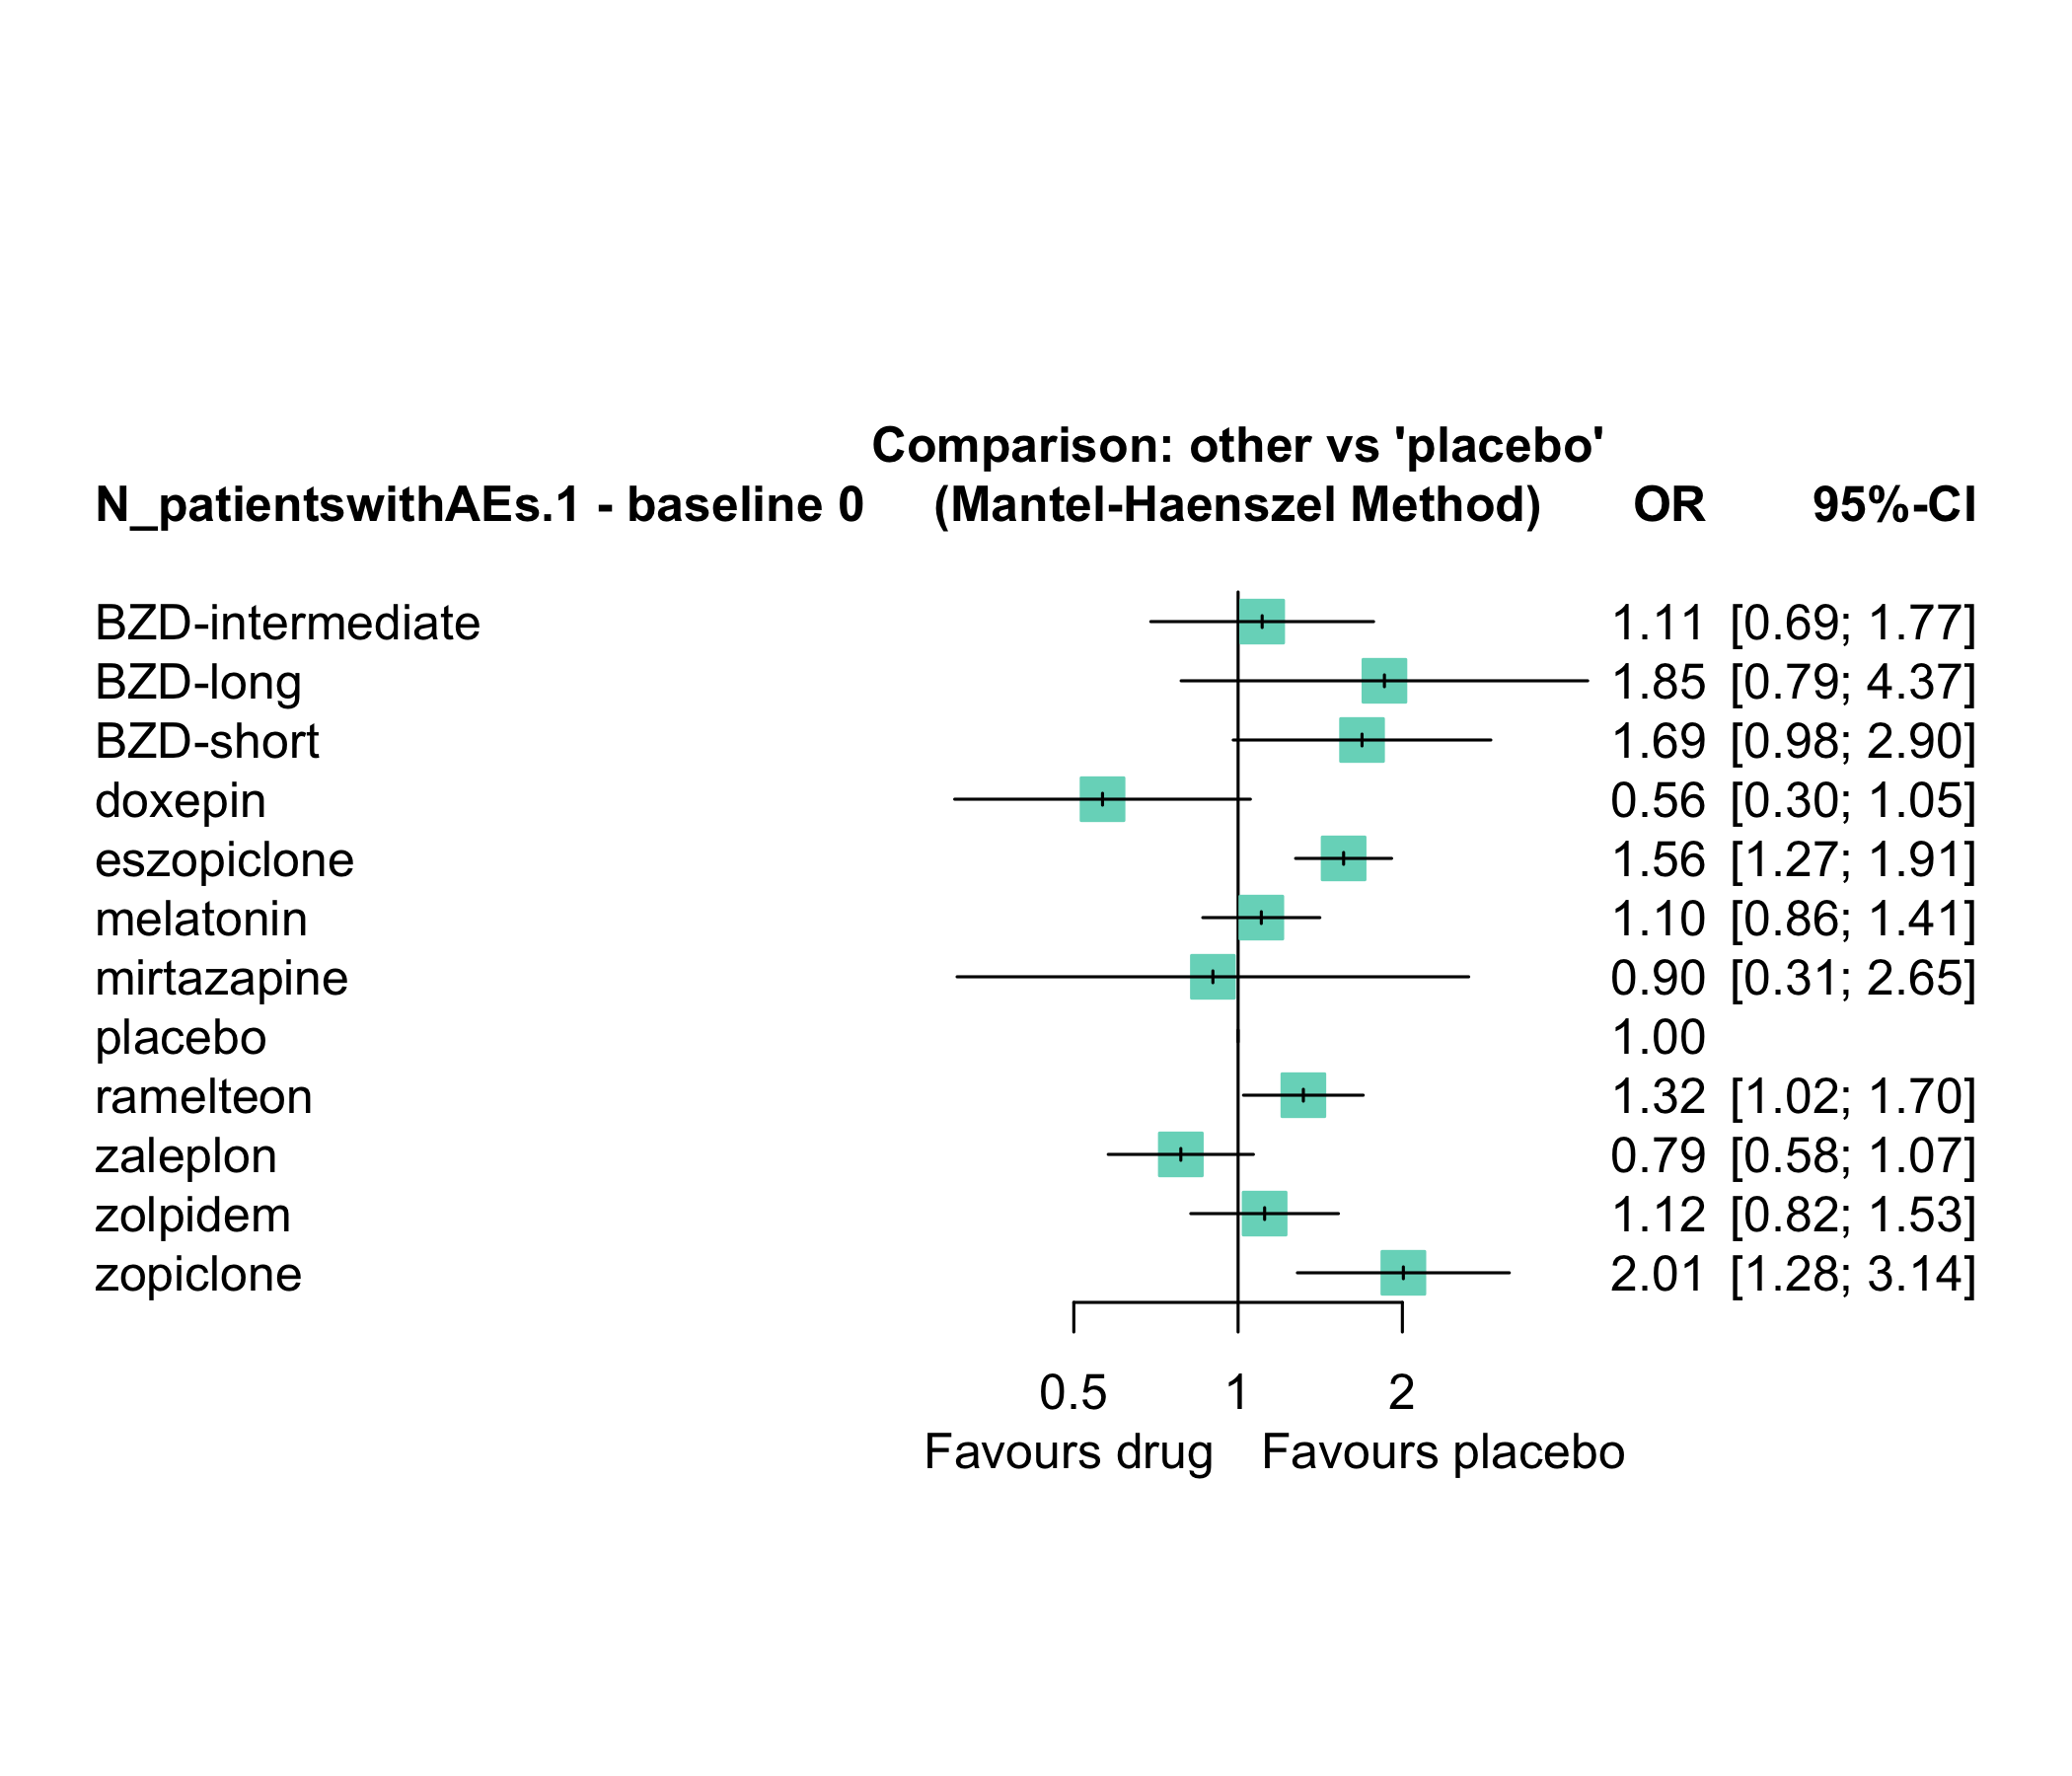 Comparison: other vs 'placebo'
N_patientswithAEs.1 - baseline 0 (Mantel-Haenszel Method) OR 95%-CI
BZD-intermediate 1.11 [0.69; 1.77]
BZD-long 1.85 [0.79; 4.37]
BZD-short 1.69 [0.98; 2.90]
doxepin 0.56 [0.30; 1.05]
eszopiclone 1.56 [1.27; 1.91]
melatonin 1.10 [0.86; 1.41]
mirtazapine 0.90 [0.31; 2.65]
placebo 1.00
ramelteon 1.32 [1.02; 1.70]
zaleplon 0.79 [0.58; 1.07]
zolpidem 1.12 [0.82; 1.53]
zopiclone 2.01 [1.28; 3.14]
0.5 1 2
Favours drug Favours placebo